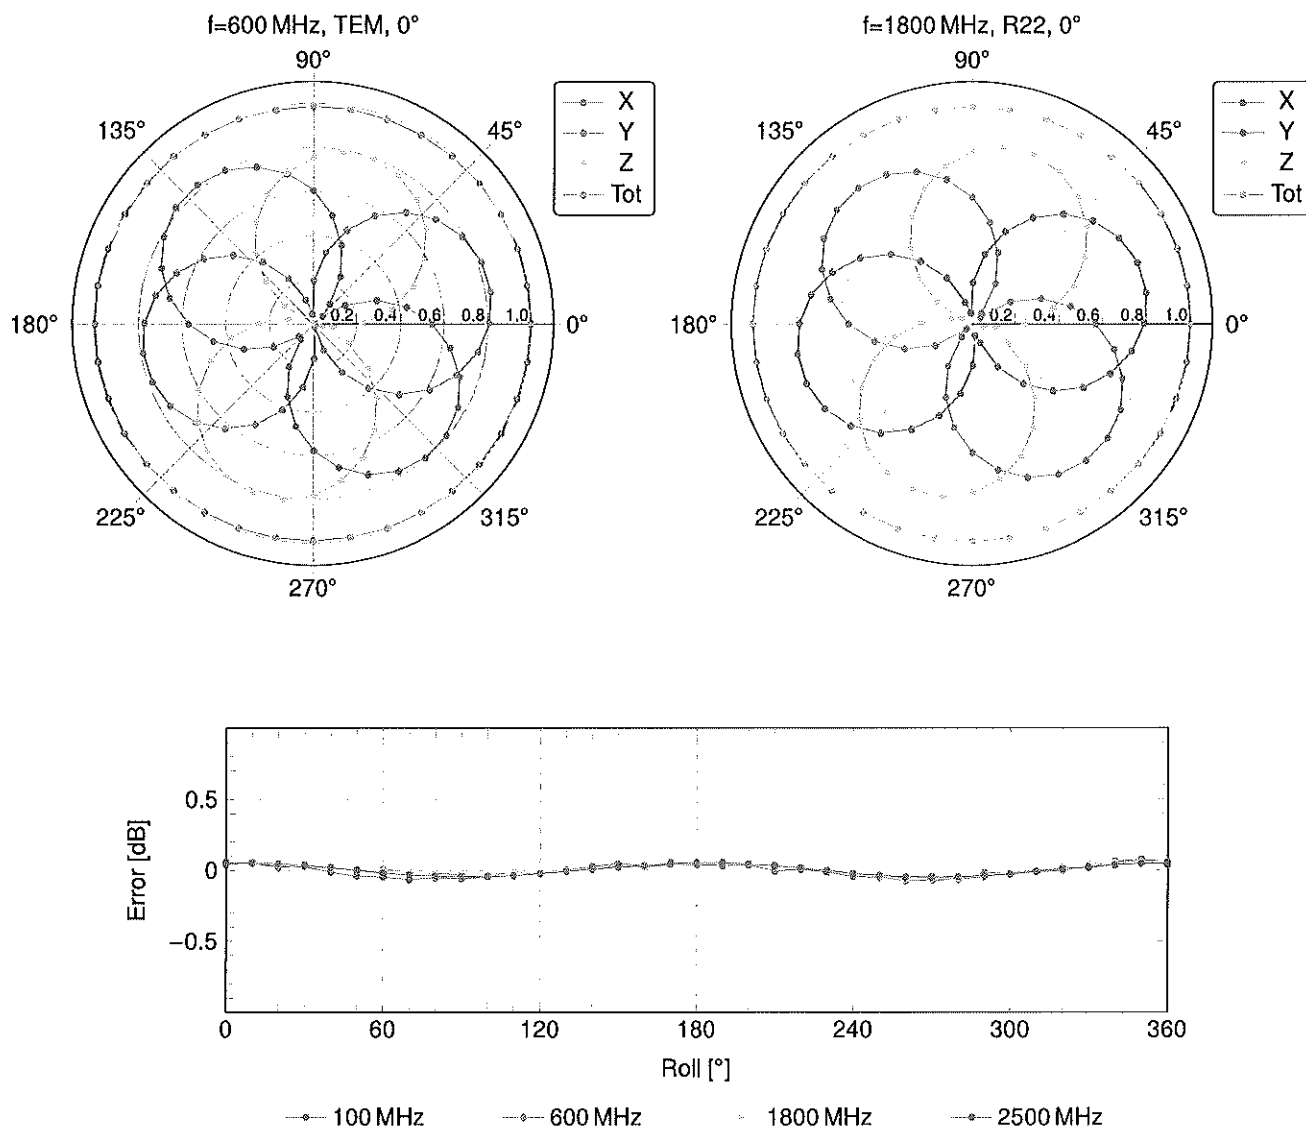 f=600 MHz, TEM, 0°
90°
135°
45°
180°
0.2 0.4 0.6 0.8 1.0
0°
225°
315°
270°
X
Y
Z
Tot
f=1800 MHz, R22, 0°
90°
135°
45°
180°
0.2 0.4 0.6 0.8 1.0
0°
225°
315°
270°
X
Y
Z
Tot
Error [dB]
0.5
0
−0.5
0 60 120 180 240 300 360
Roll [°]
100 MHz 600 MHz 1800 MHz 2500 MHz